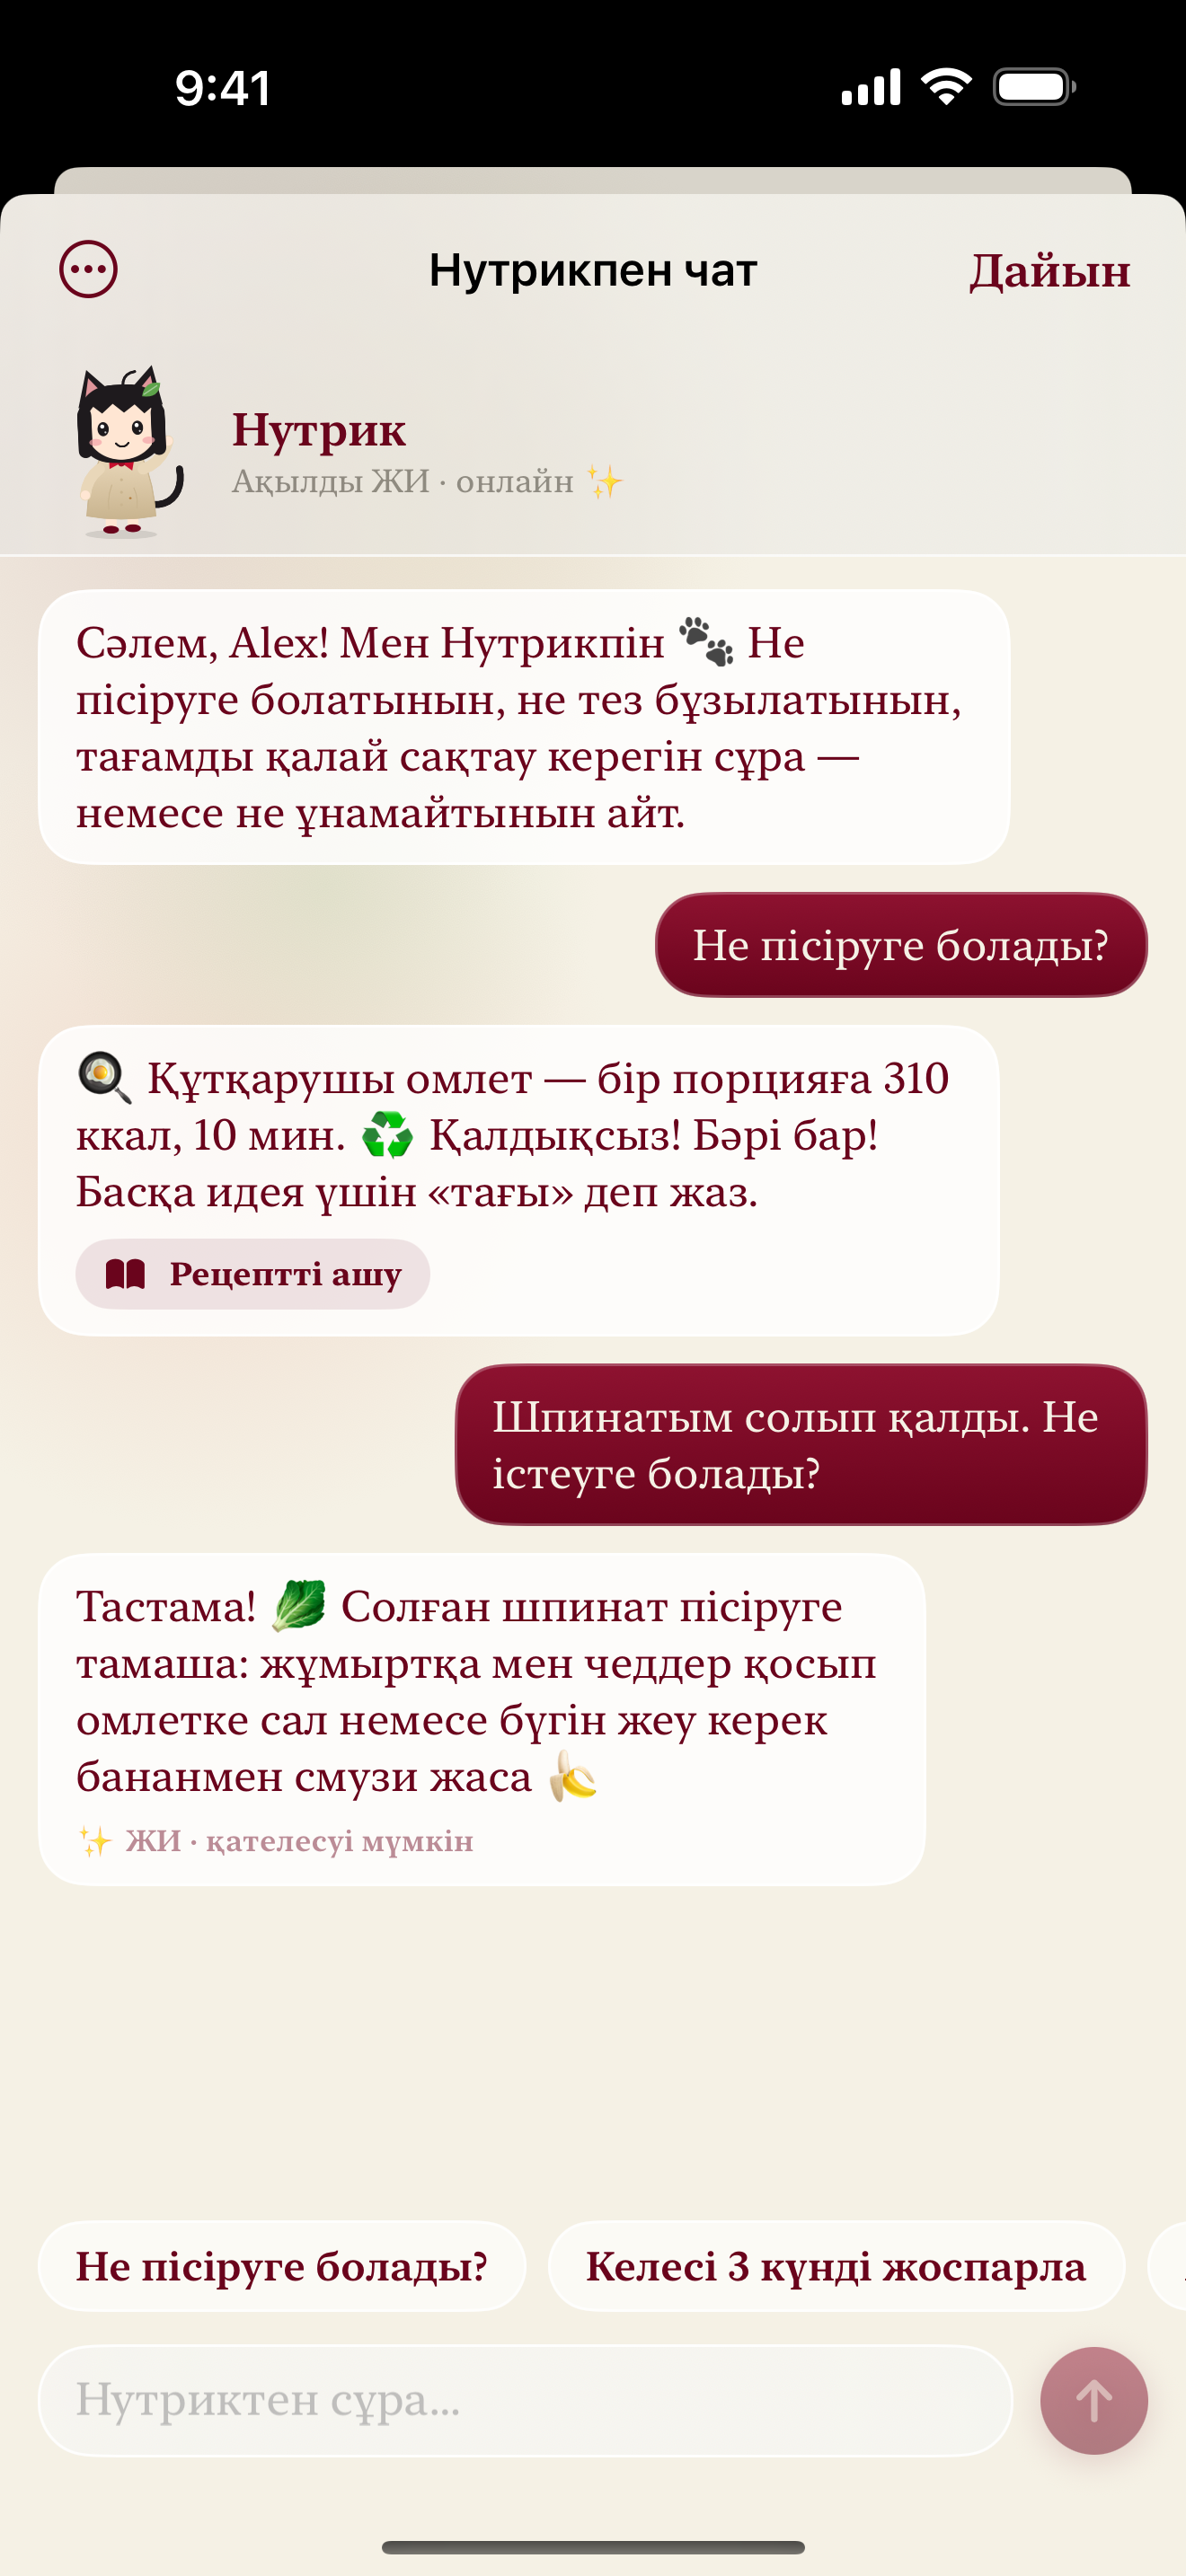 9:41
Нутрикпен чат
Дайын
Нутрик
Ақылды ЖИ · онлайн ✨
Сәлем, Alex! Мен Нутрикпін 🐾 Не
пісіруге болатынын, не тез бұзылатынын,
тағамды қалай сақтау керегін сұра —
немесе не ұнамайтынын айт.
Не пісіруге болады?
🍳 Құтқарушы омлет — бір порцияға 310
ккал, 10 мин. ♻️ Қалдықсыз! Бәрі бар!
Басқа идея үшін «тағы» деп жаз.
Рецептті ашу
Шпинатым солып қалды. Не
істеуге болады?
Тастама! 🥬 Солған шпинат пісіруге
тамаша: жұмыртқа мен чеддер қосып
омлетке сал немесе бүгін жеу керек
бананмен смузи жаса 🍌
✨ ЖИ · қателесуі мүмкін
Не пісіруге болады?
Келесі 3 күнді жоспарла
Нутриктен сұра...